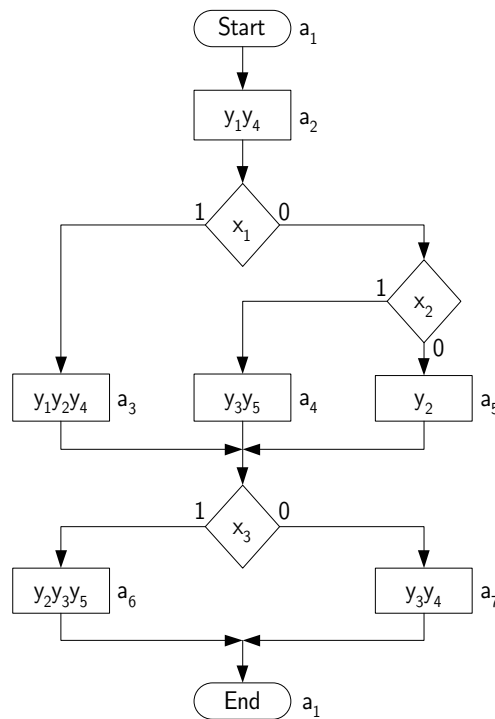 Start a₁
y₁y₄ a₂
1 x₁ 0
1 x₂
0
y₁y₂y₄ a₃ y₃y₅ a₄ y₂ a₅
1 x₃ 0
y₂y₃y₅ a₆ y₃y₄ a₇
End a₁